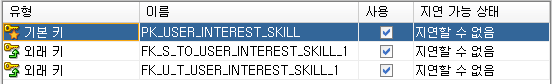 유형 이름 사용 지연 가능 상태
기본 키 PK_USER_INTEREST_SKILL 지연할 수 없음
외래 키 FK_S_TO_USER_INTEREST_SKILL_1 지연할 수 없음
외래 키 FK_U_T_USER_INTEREST_SKILL_1 지연할 수 없음